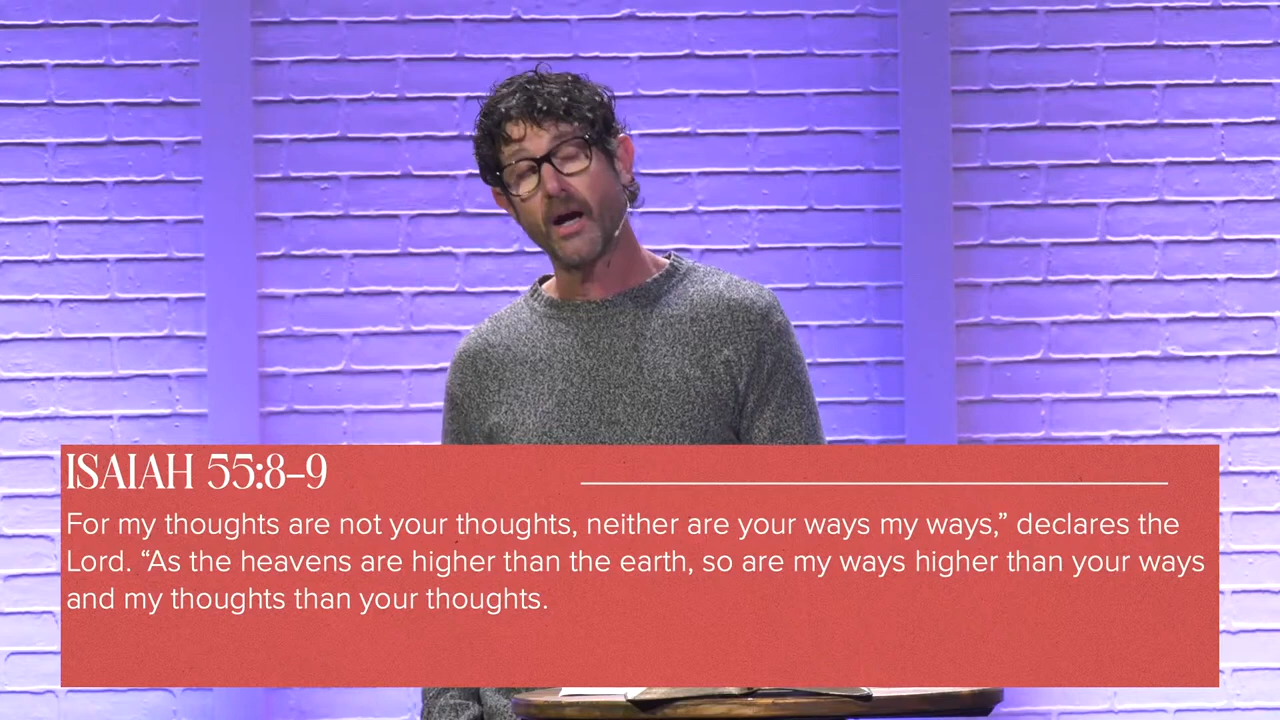 ISAIAH 55:8–9
For my thoughts are not your thoughts, neither are your ways my ways,” declares the
Lord. “As the heavens are higher than the earth, so are my ways higher than your ways
and my thoughts than your thoughts.